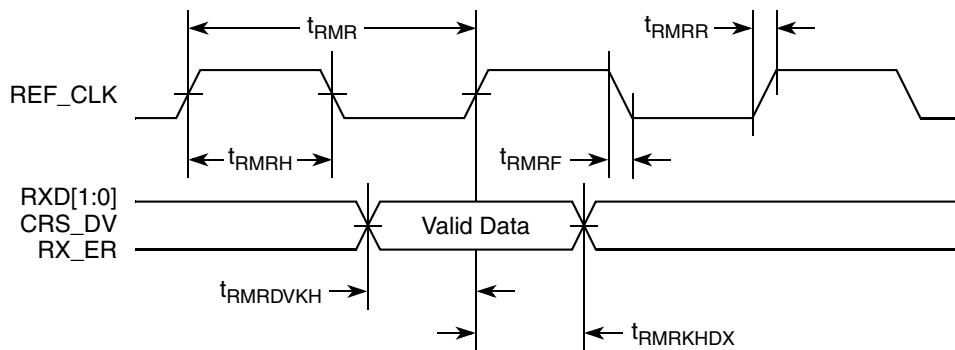 tRMR
tRMRR
REF_CLK
tRMRH
tRMRF
RXD[1:0]
CRS_DV
RX_ER
Valid Data
tRMRDVKH
tRMRKHDX